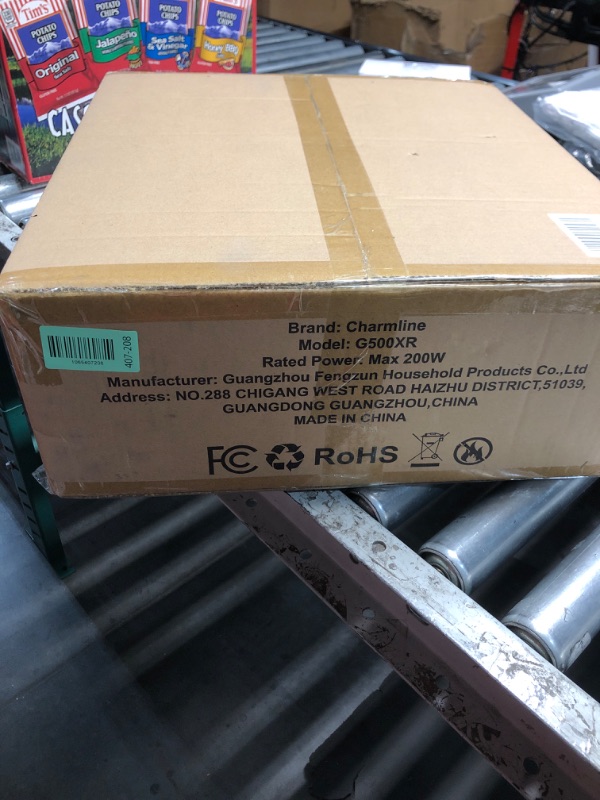 Tim's
POTATO CHIPS
Original
POTATO CHIPS
Jalapeño
POTATO CHIPS
Sea Salt & Vinegar
POTATO CHIPS
Honey BBQ
407-208
Brand: Charmline
Model: G500XR
Rated Power: Max 200W
Manufacturer: Guangzhou Fengzun Household Products Co.,Ltd
Address: NO.288 CHIGANG WEST ROAD HAIZHU DISTRICT,51039,
GUANGDONG GUANGZHOU,CHINA
MADE IN CHINA
FC RoHS